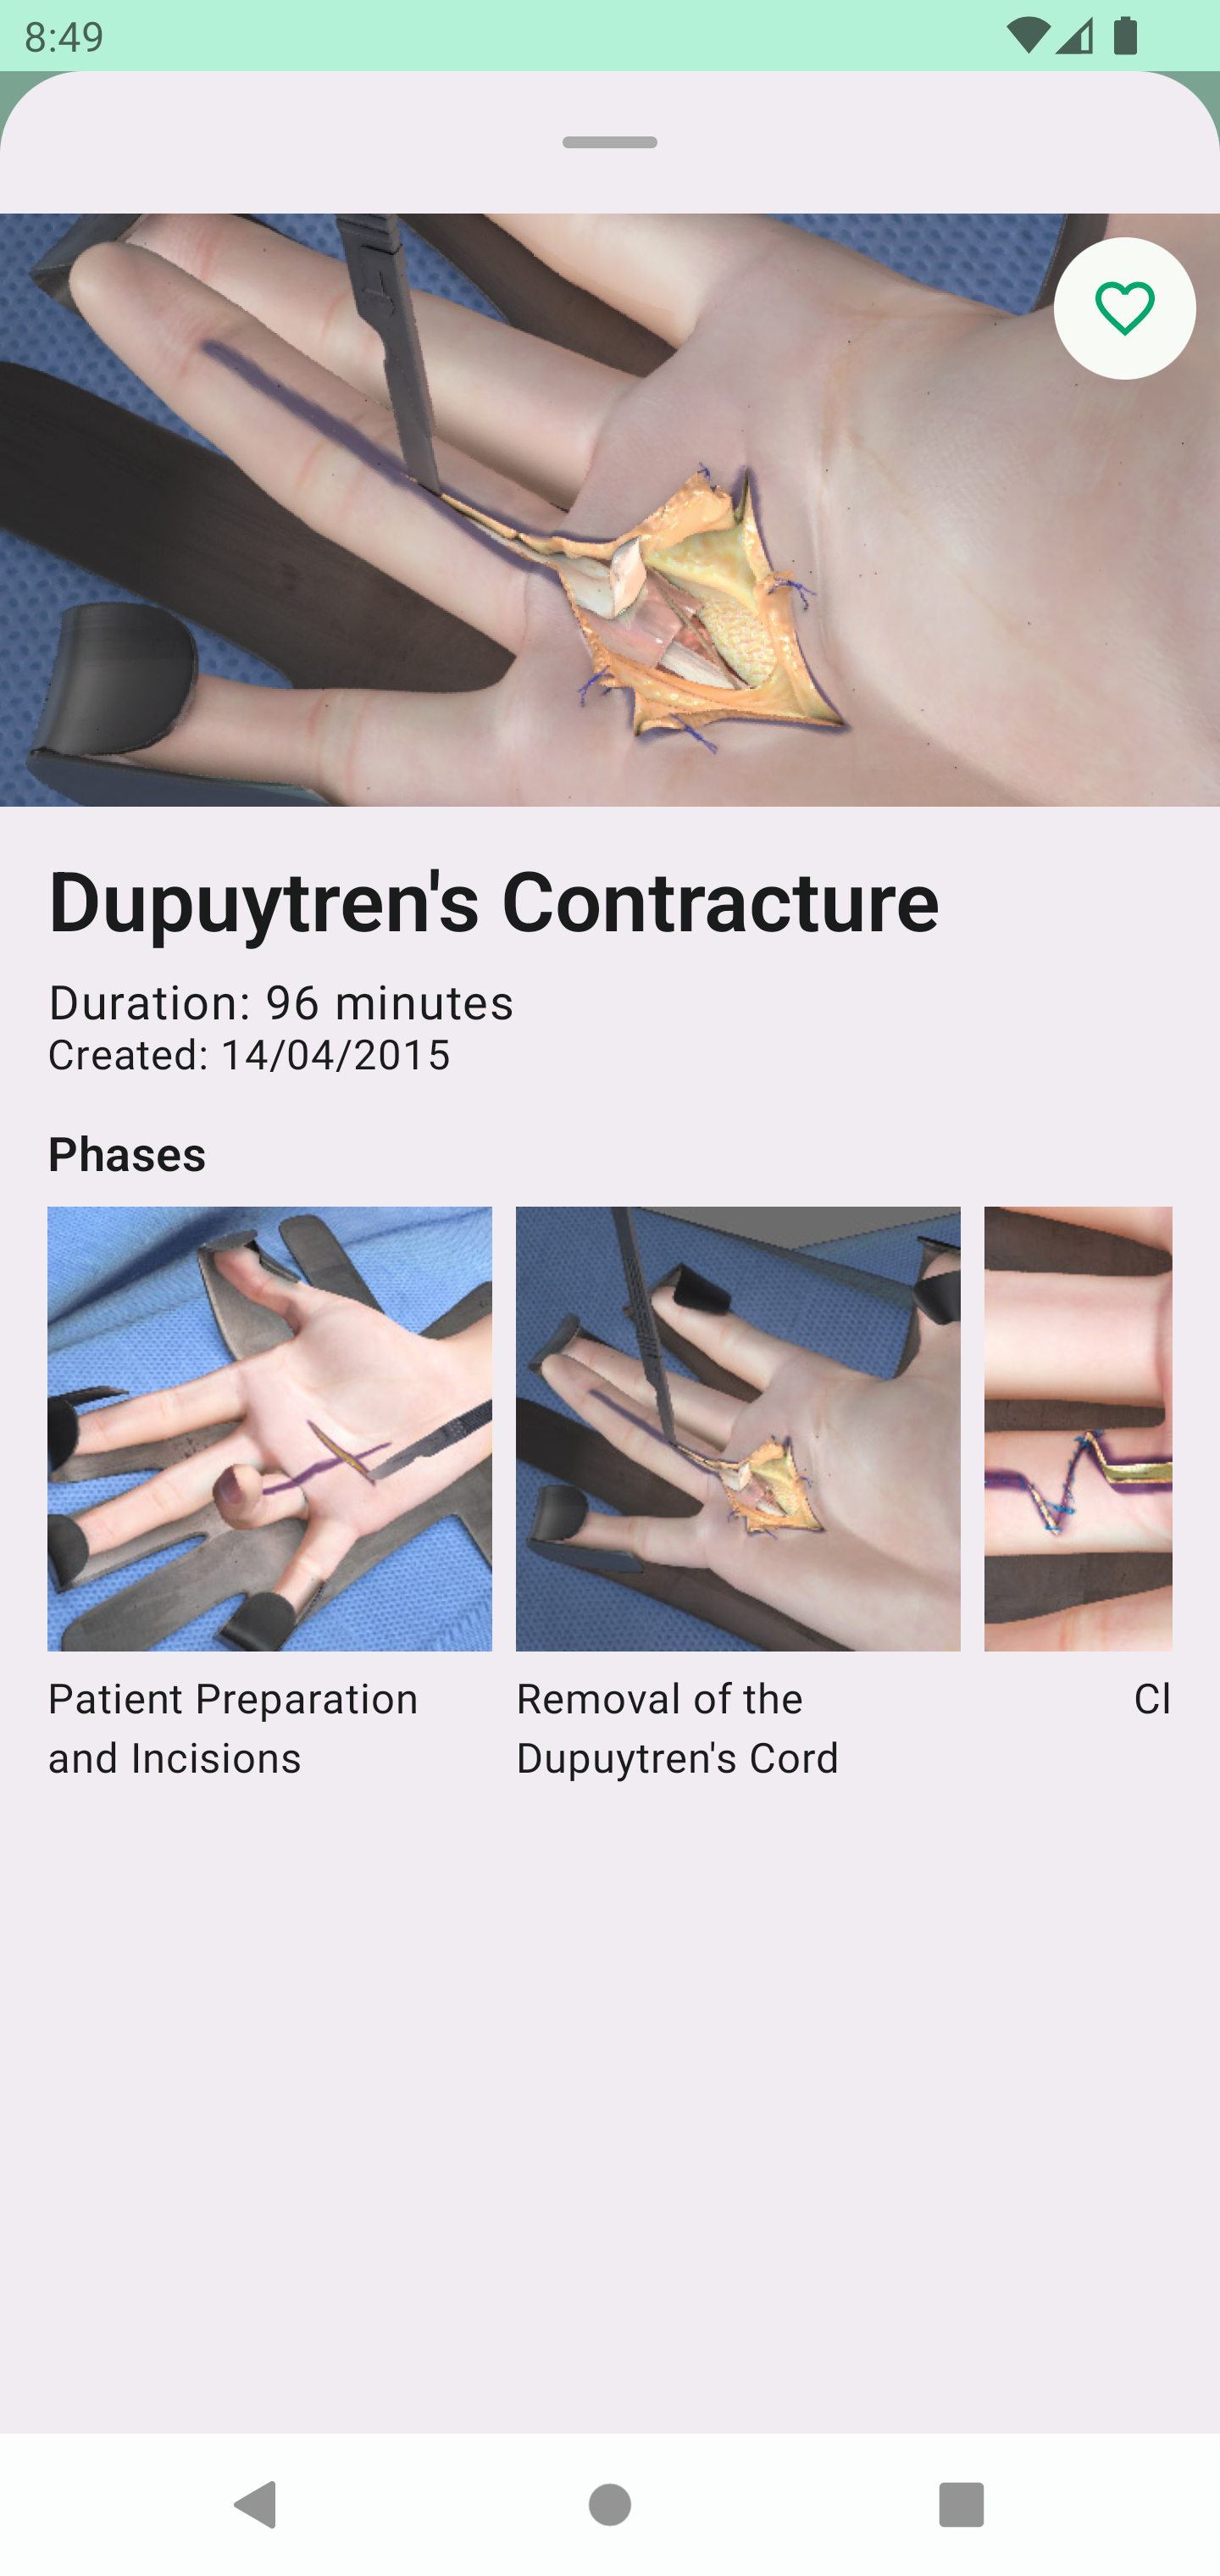 8:49
Dupuytren's Contracture
Duration: 96 minutes
Created: 14/04/2015
Phases
Patient Preparation
and Incisions
Removal of the
Dupuytren's Cord
Cl